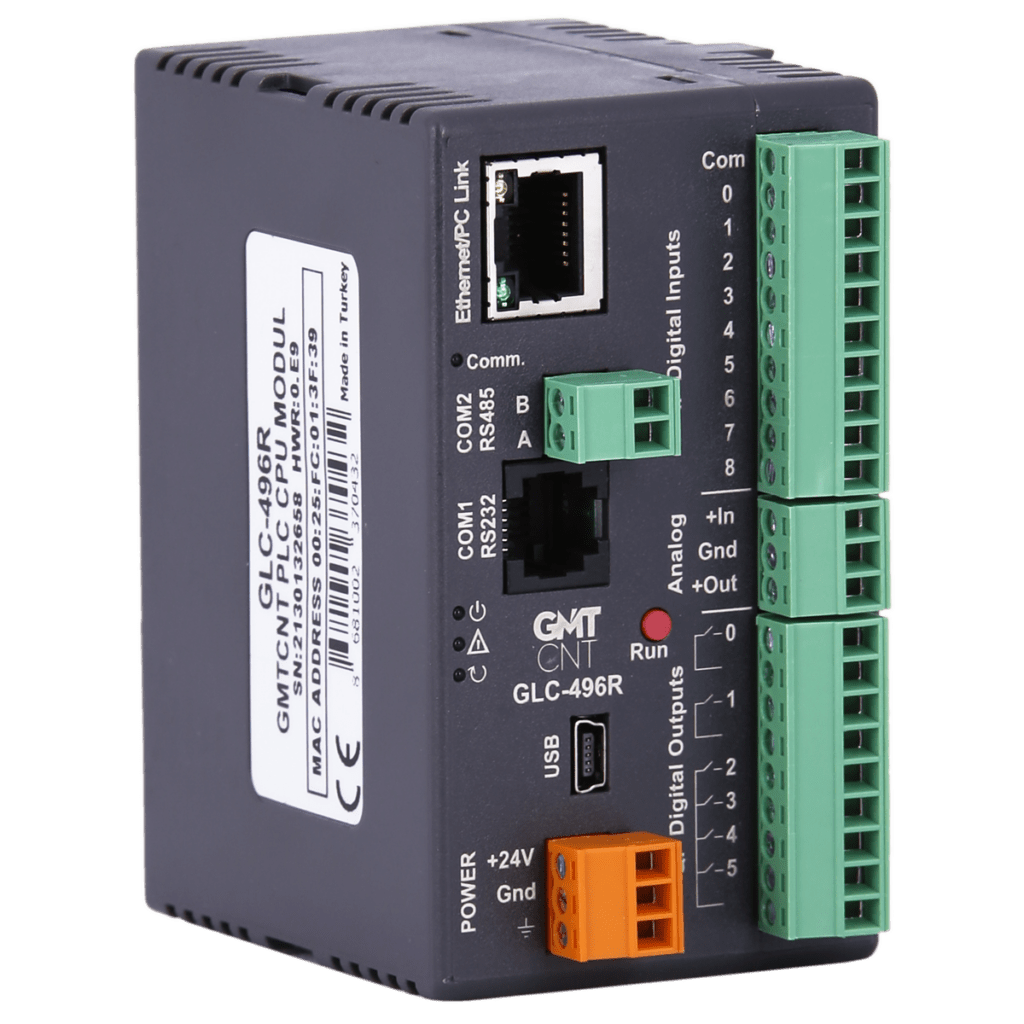 GLC-496R
GMTCNT PLC CPU MODUL
SN:2130132658 HWR:0.E9
MAC ADDRESS 00:25:FC:01:3F:39
8 681002 370432
Made in Turkey
CE
Ethernet/PC Link
Comm.
COM2
RS485
B
A
COM1
RS232
GMT
CNT
GLC-496R
Run
USB
POWER
+24V
Gnd
Digital Inputs
Com
0
1
2
3
4
5
6
7
8
Analog
+In
Gnd
+Out
Digital Outputs
0
1
2
3
4
5